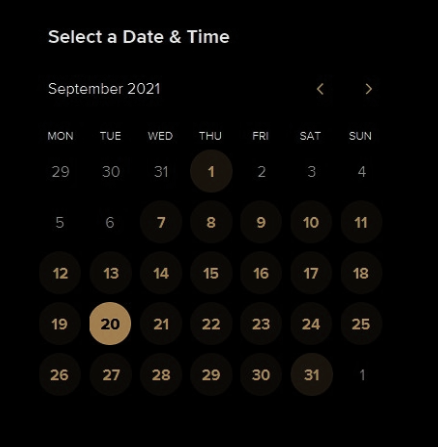 Select a Date & Time
September 2021
MON TUE WED THU FRI SAT SUN
29 30 31 1 2 3 4
5 6 7 8 9 10 11
12 13 14 15 16 17 18
19 20 21 22 23 24 25
26 27 28 29 30 31 1